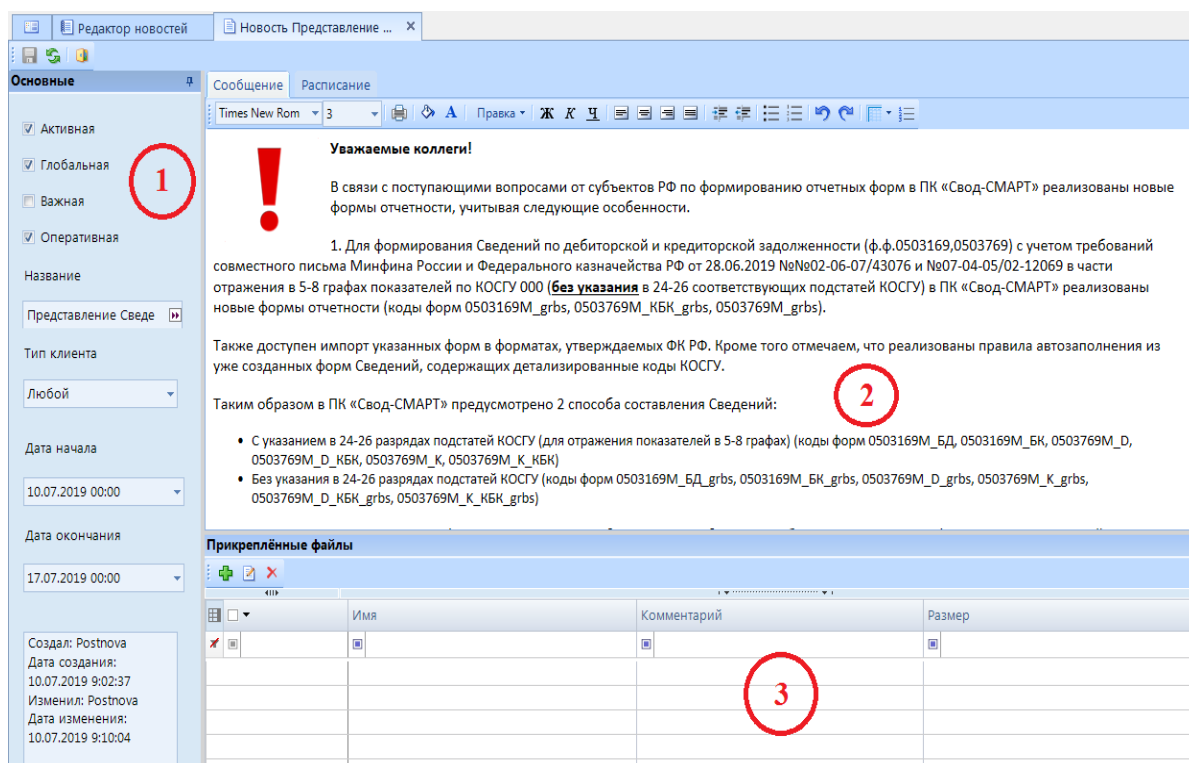 Редактор новостей
Новость Представление ...
Основные
Активная
Глобальная
Важная
Оперативная
Название
Представление Сведе
Тип клиента
Любой
Дата начала
10.07.2019 00:00
Дата окончания
17.07.2019 00:00
Создал: Postnova
Дата создания:
10.07.2019 9:02:37
Изменил: Postnova
Дата изменения:
10.07.2019 9:10:04
1
Сообщение Расписание
Times New Rom 3 A Правка Ж К Ч
Уважаемые коллеги!
В связи с поступающими вопросами от субъектов РФ по формированию отчетных форм в ПК «Свод-СМАРТ» реализованы новые
формы отчетности, учитывая следующие особенности.
1. Для формирования Сведений по дебиторской и кредиторской задолженности (ф.ф.0503169,0503769) с учетом требований
совместного письма Минфина России и Федерального казначейства РФ от 28.06.2019 №№02-06-07/43076 и №07-04-05/02-12069 в части
отражения в 5-8 графах показателей по КОСГУ 000 (без указания в 24-26 соответствующих подстатей КОСГУ) в ПК «Свод-СМАРТ» реализованы
новые формы отчетности (коды форм 0503169M_grbs, 0503769M_КБК_grbs, 0503769M_grbs).
Также доступен импорт указанных форм в форматах, утверждаемых ФК РФ. Кроме того отмечаем, что реализованы правила автозаполнения из
уже созданных форм Сведений, содержащих детализированные коды КОСГУ.
Таким образом в ПК «Свод-СМАРТ» предусмотрено 2 способа составления Сведений:
2
• С указанием в 24-26 разрядах подстатей КОСГУ (для отражения показателей в 5-8 графах) (коды форм 0503169M_БД, 0503169M_БК, 0503769M_D,
0503769M_D_КБК, 0503769M_K, 0503769M_K_КБК)
• Без указания в 24-26 разрядах подстатей КОСГУ (коды форм 0503169M_БД_grbs, 0503169M_БК_grbs, 0503769M_D_grbs, 0503769M_K_grbs,
0503769M_D_КБК_grbs, 0503769M_K_КБК_grbs)
Прикреплённые файлы
Имя Комментарий Размер
3